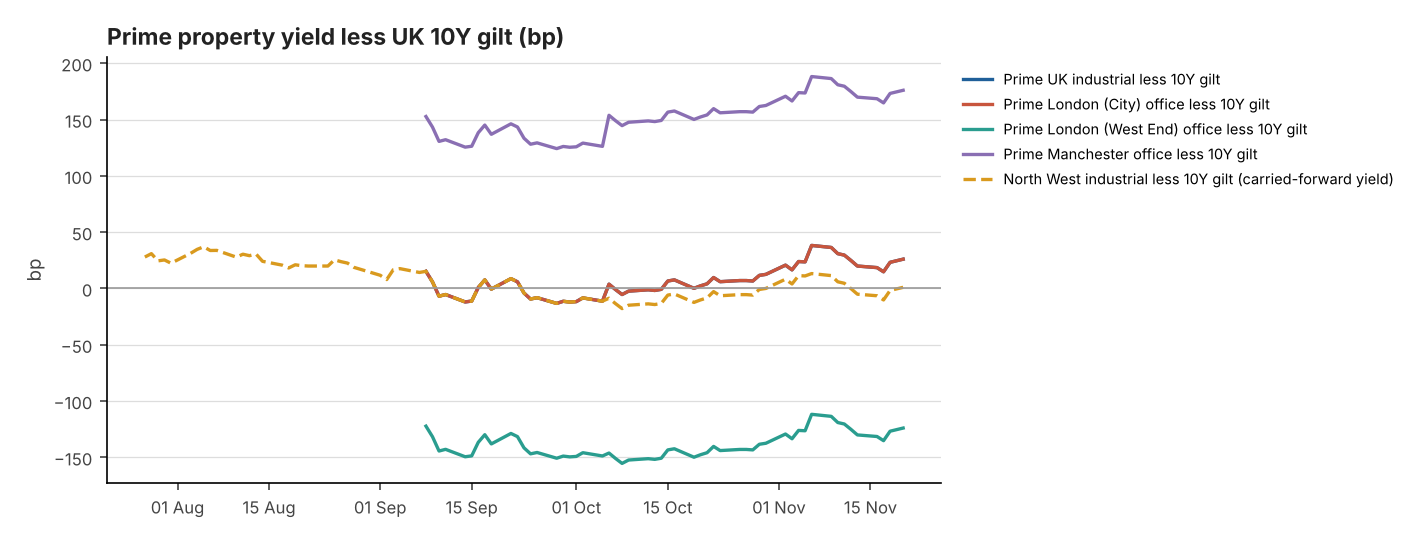 Prime property yield less UK 10Y gilt (bp)
200
150
100
50
0
−50
−100
−150
bp
01 Aug
15 Aug
01 Sep
15 Sep
01 Oct
15 Oct
01 Nov
15 Nov
Prime UK industrial less 10Y gilt
Prime London (City) office less 10Y gilt
Prime London (West End) office less 10Y gilt
Prime Manchester office less 10Y gilt
North West industrial less 10Y gilt (carried-forward yield)